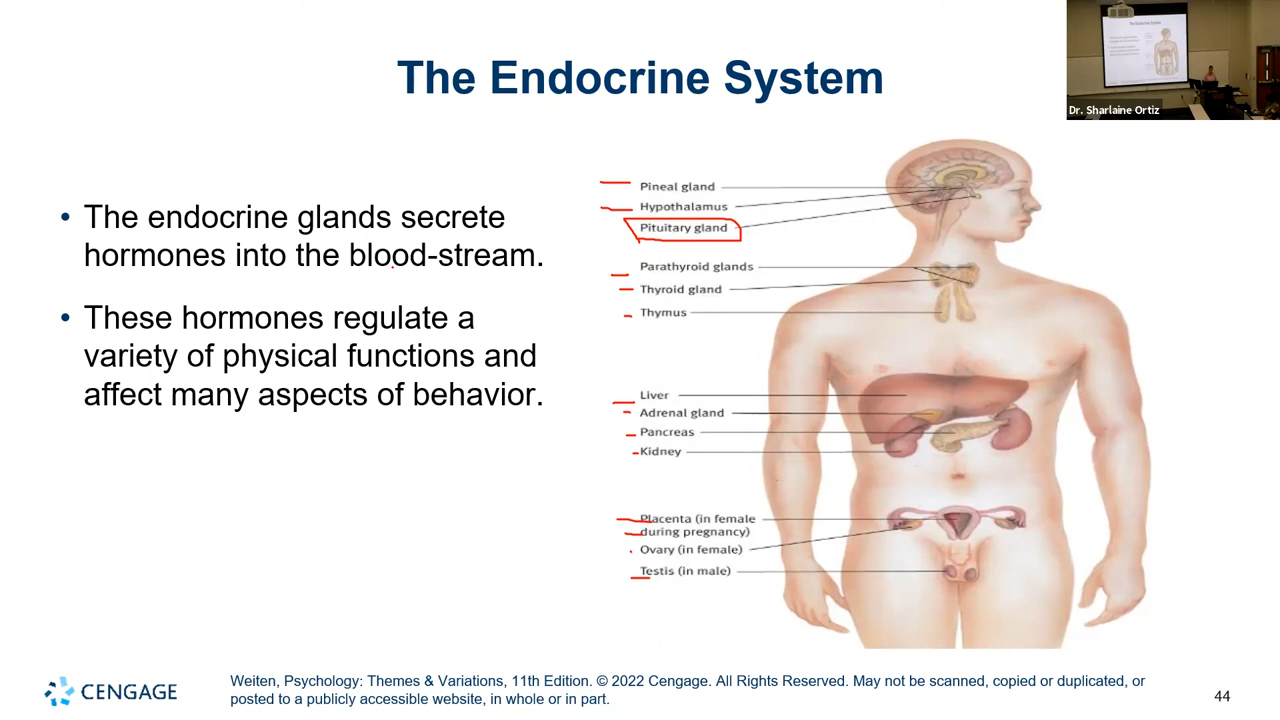 The Endocrine System
Dr. Sharlaine Ortiz
• The endocrine glands secrete
hormones into the blood-stream.
• These hormones regulate a
variety of physical functions and
affect many aspects of behavior.
Pineal gland
Hypothalamus
Pituitary gland
Parathyroid glands
Thyroid gland
Thymus
Liver
Adrenal gland
Pancreas
Kidney
Placenta (in female
during pregnancy)
Ovary (in female)
Testis (in male)
CENGAGE
Weiten, Psychology: Themes & Variations, 11th Edition. © 2022 Cengage. All Rights Reserved. May not be scanned, copied or duplicated, or
posted to a publicly accessible website, in whole or in part.
44